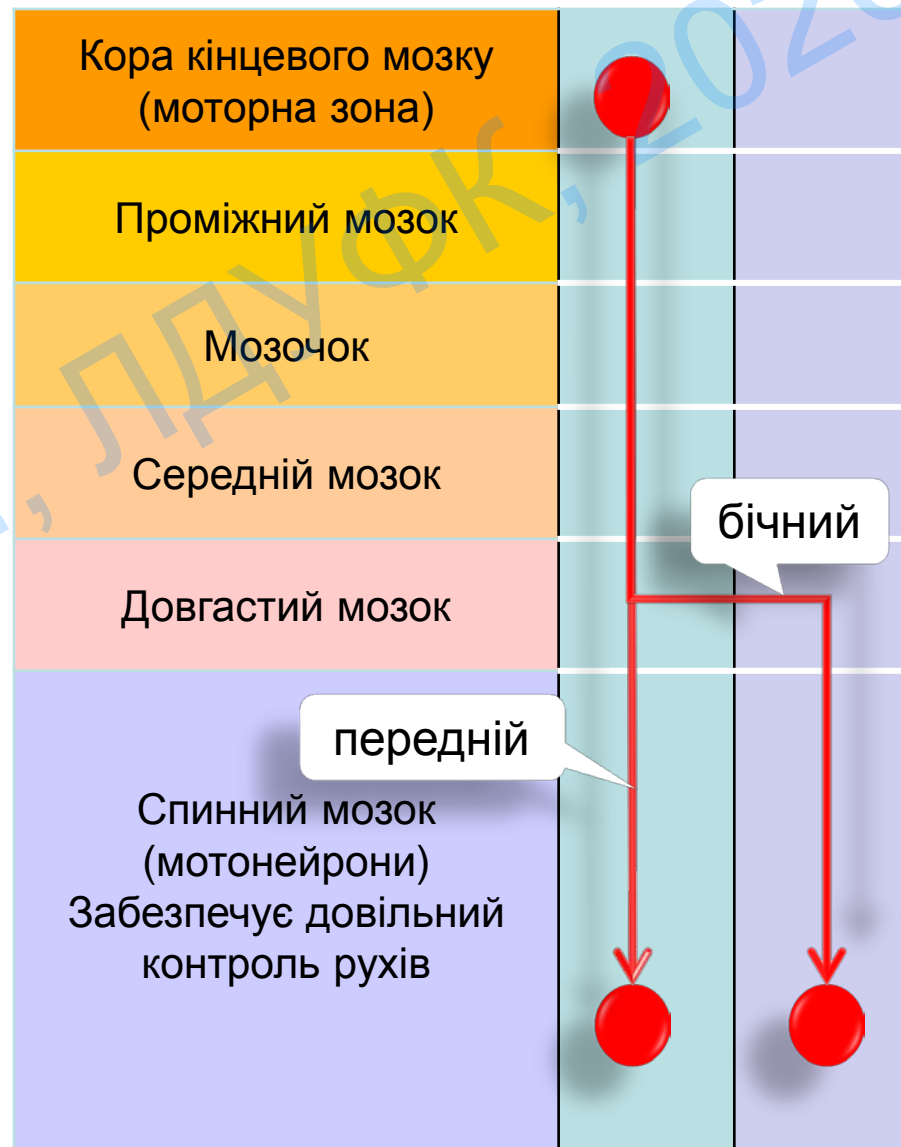 Кора кінцевого мозку
(моторна зона)
Проміжний мозок
Мозочок
Середній мозок
бічний
Довгастий мозок
передній
Спинний мозок
(мотонейрони)
Забезпечує довільний
контроль рухів
, ЛДУФК, 202